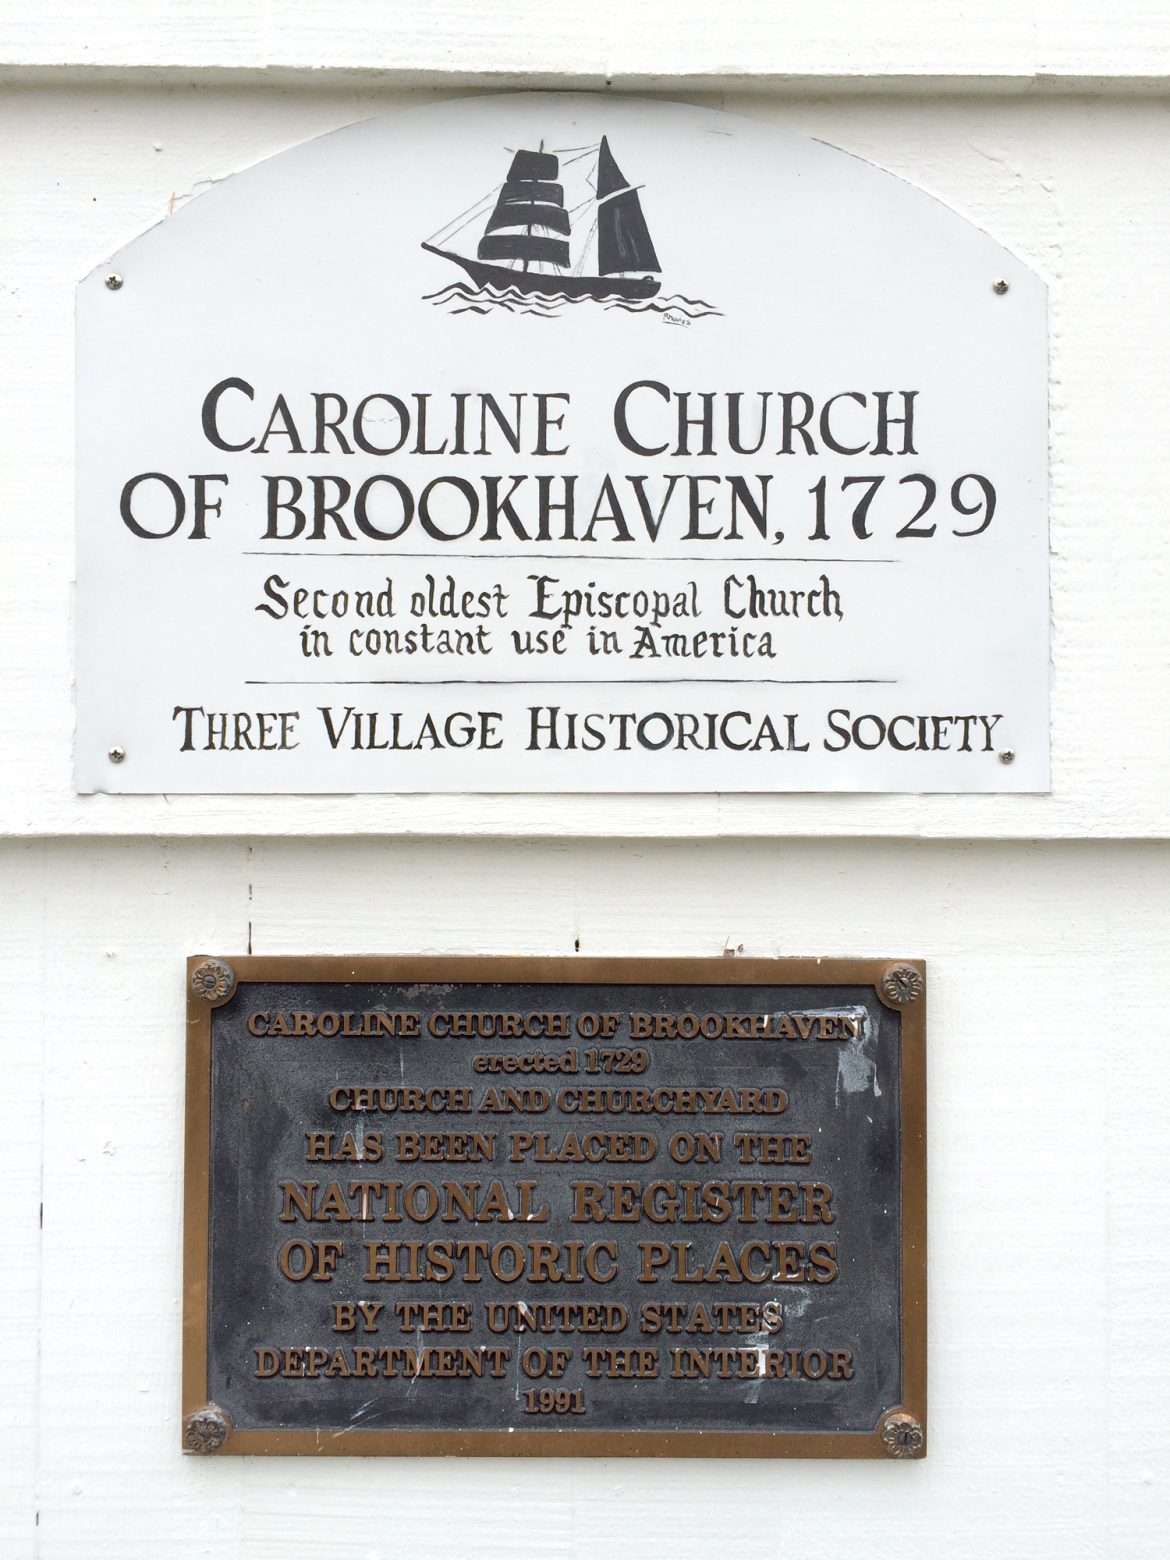 CAROLINE CHURCH
OF BROOKHAVEN, 1729
Second oldest Episcopal Church,
in constant use in America
THREE VILLAGE HISTORICAL SOCIETY
CAROLINE CHURCH OF BROOKHAVEN
erected 1729
CHURCH AND CHURCHYARD
HAS BEEN PLACED ON THE
NATIONAL REGISTER
OF HISTORIC PLACES
BY THE UNITED STATES
DEPARTMENT OF THE INTERIOR
1991